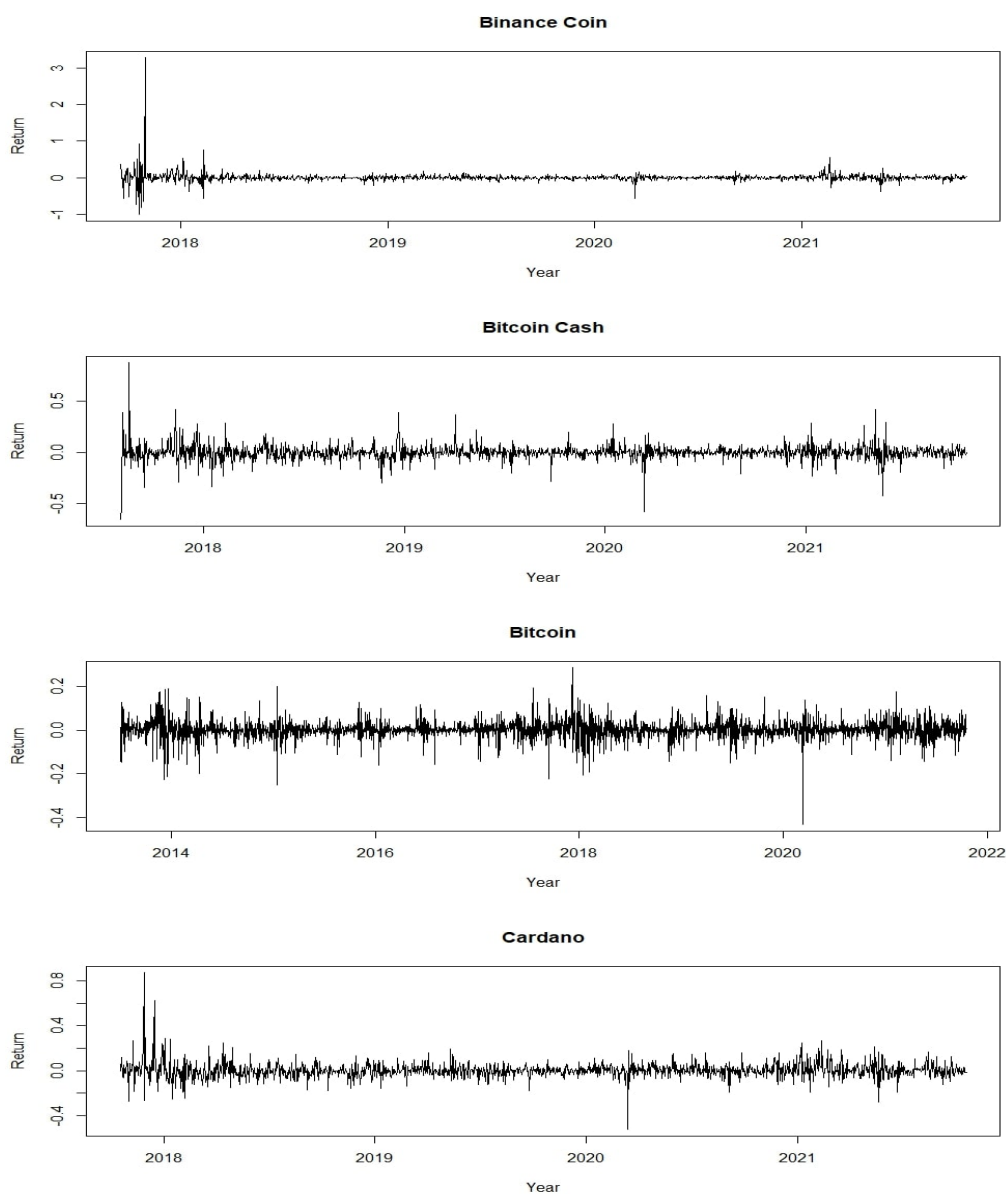 Binance Coin
Return
3
2
1
0
-1
2018 2019 2020 2021
Year
Bitcoin Cash
Return
0.5
0.0
-0.5
2018 2019 2020 2021
Year
Bitcoin
Return
0.2
0.0
-0.2
-0.4
2014 2016 2018 2020 2022
Year
Cardano
Return
0.8
0.4
0.0
-0.4
2018 2019 2020 2021
Year